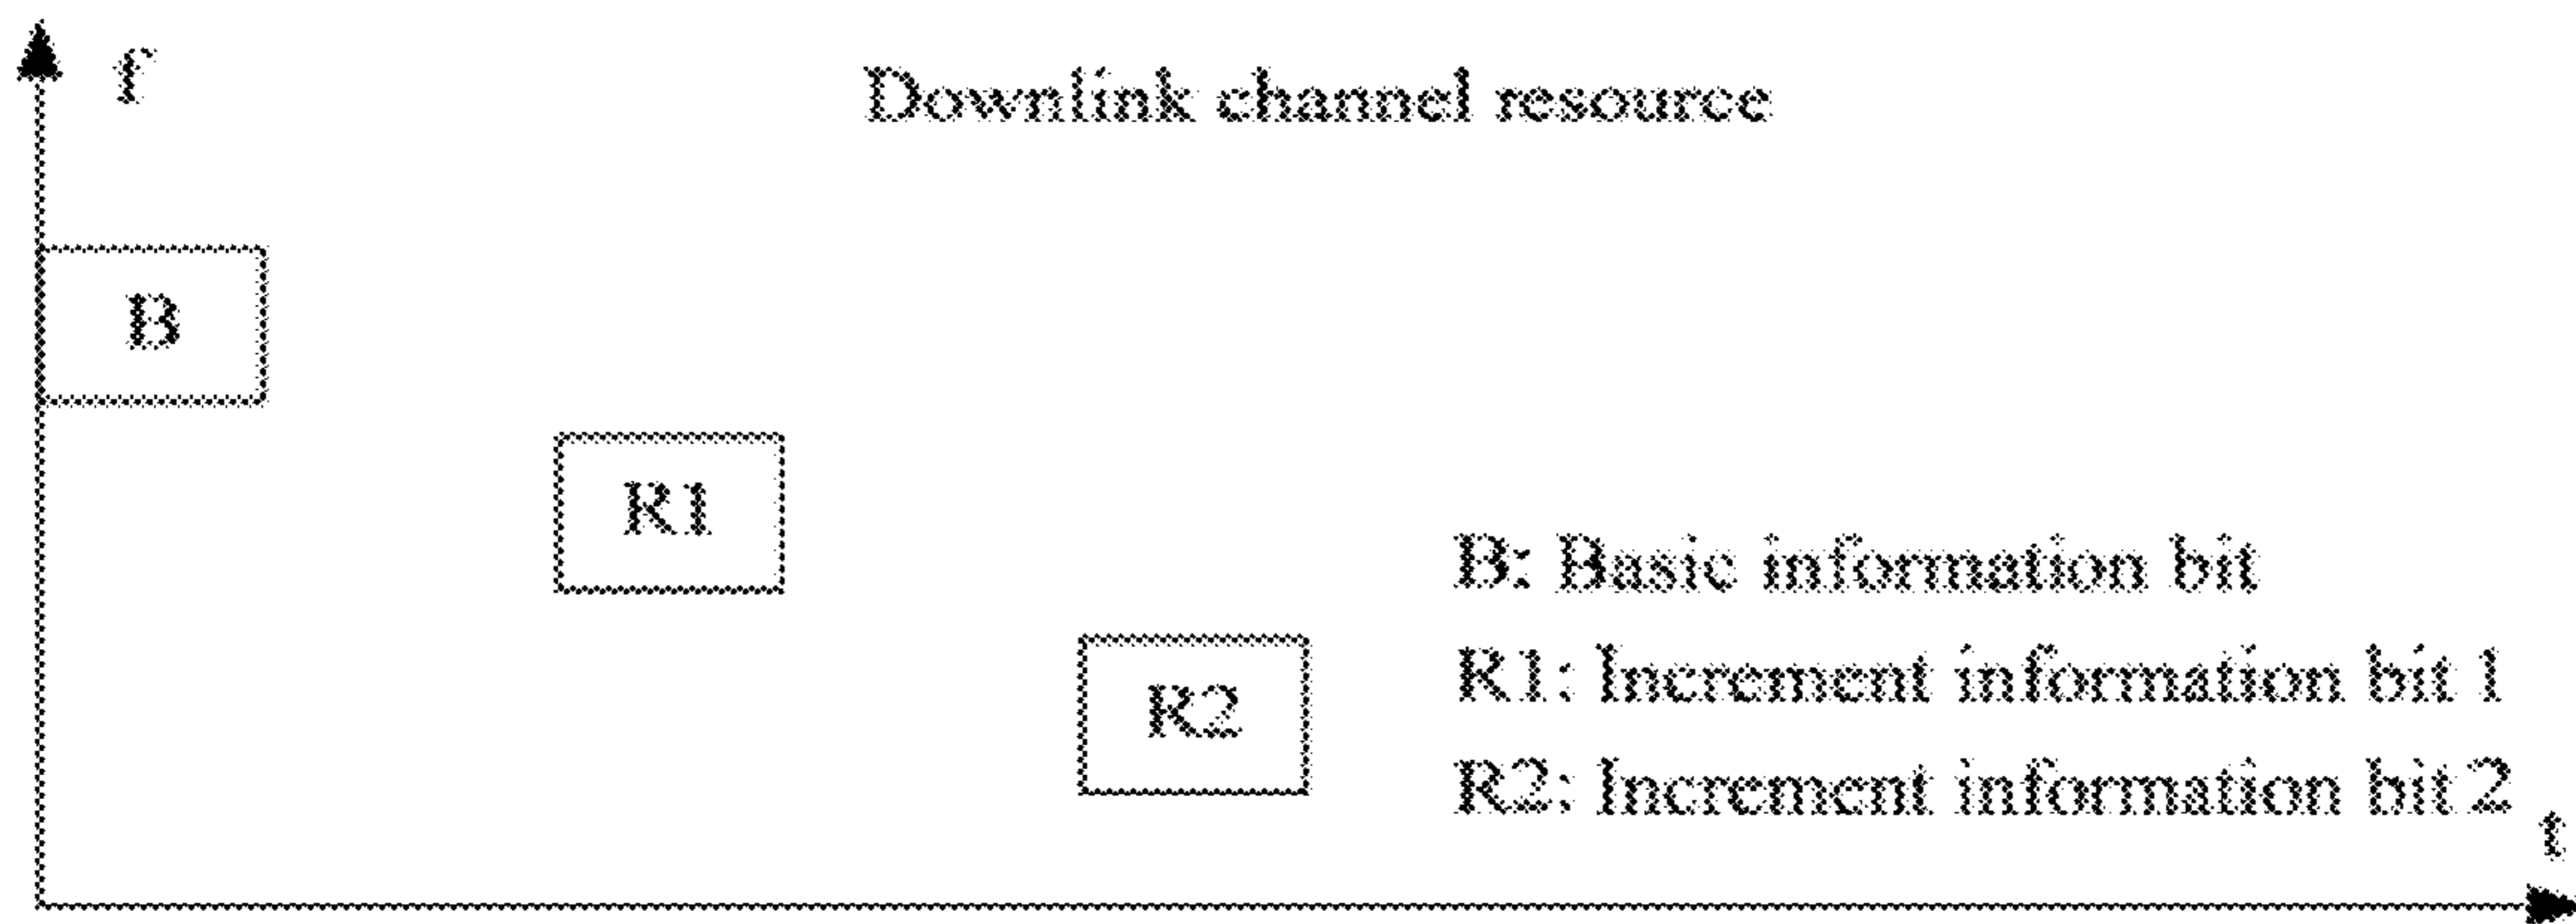 f
Downlink channel resource
B
R1
R2
B: Basic information bit
R1: Increment information bit 1
R2: Increment information bit 2
t